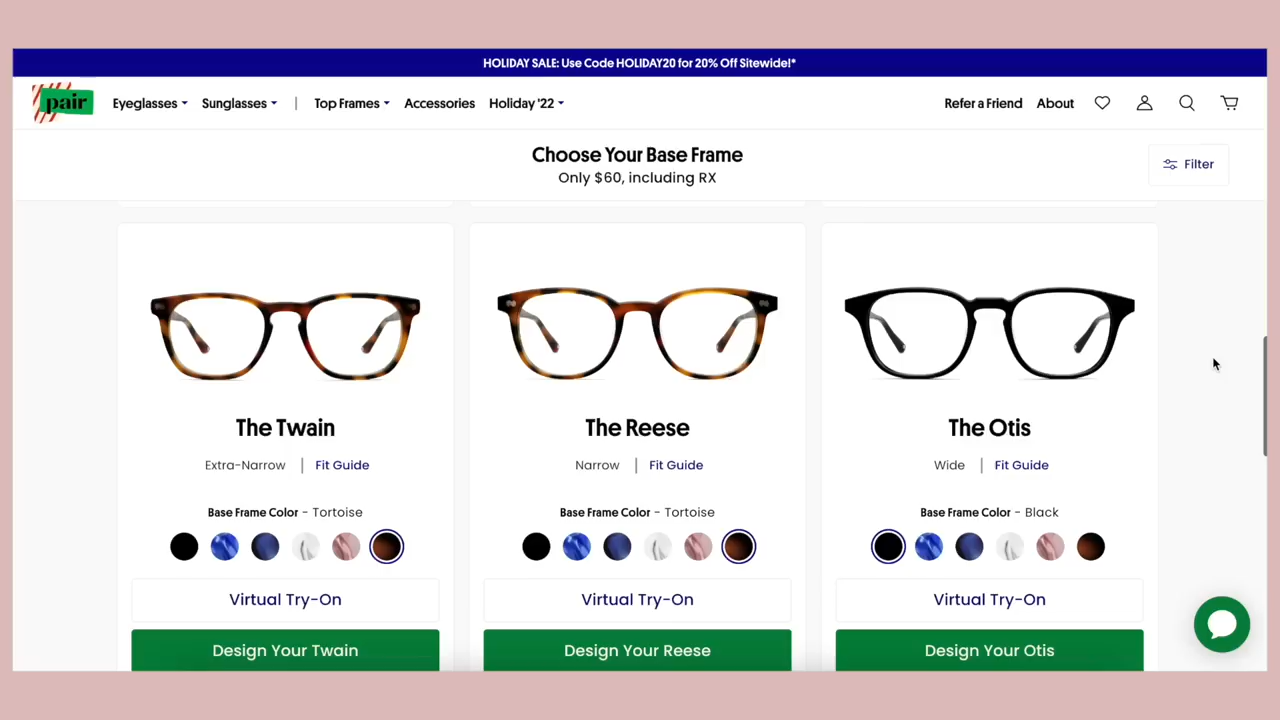 HOLIDAY SALE: Use Code HOLIDAY20 for 20% Off Sitewide!*
pair Eyeglasses Sunglasses | Top Frames Accessories Holiday '22 Refer a Friend About
Choose Your Base Frame
Only $60, including RX
Filter
The Twain
Extra-Narrow | Fit Guide
Base Frame Color - Tortoise
Virtual Try-On
Design Your Twain
The Reese
Narrow | Fit Guide
Base Frame Color - Tortoise
Virtual Try-On
Design Your Reese
The Otis
Wide | Fit Guide
Base Frame Color - Black
Virtual Try-On
Design Your Otis